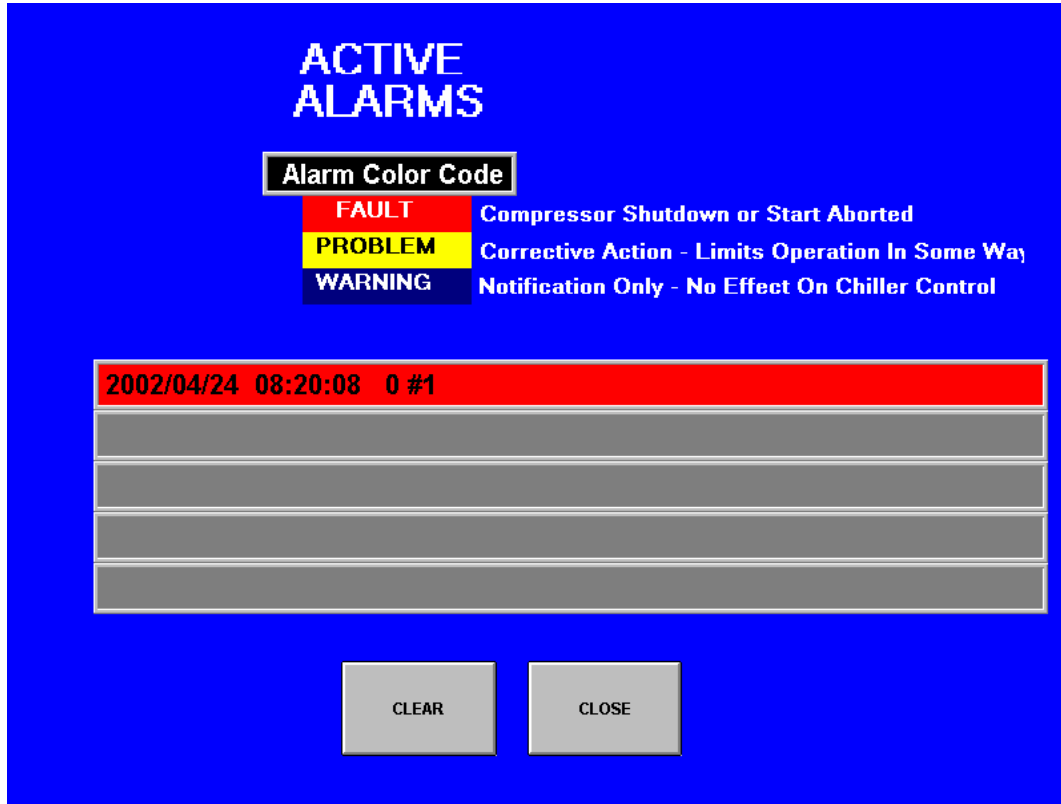 ACTIVE
ALARMS
Alarm Color Code
FAULT Compressor Shutdown or Start Aborted
PROBLEM Corrective Action - Limits Operation In Some Way
WARNING Notification Only - No Effect On Chiller Control
2002/04/24 08:20:08 0 #1
CLEAR CLOSE